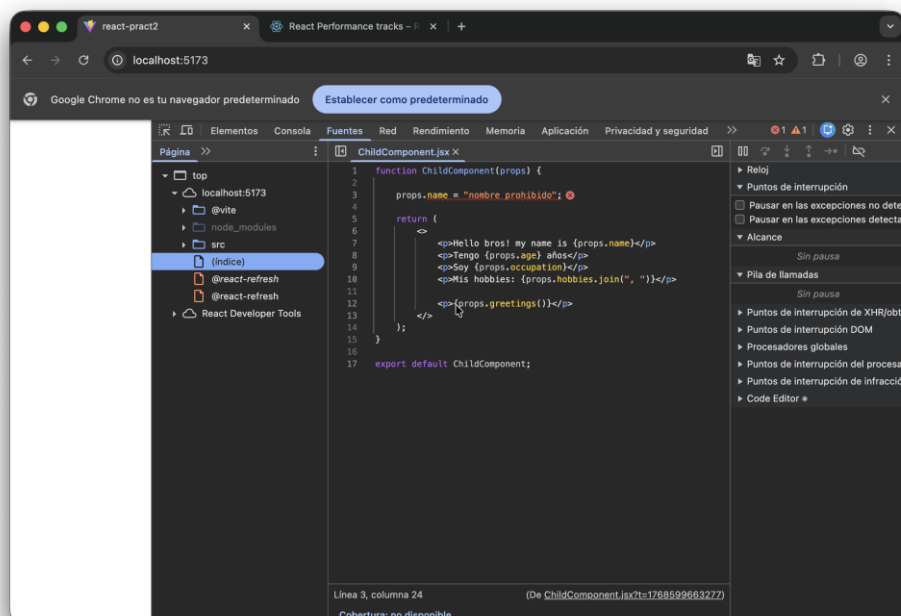 react-pract2
React Performance tracks – R
localhost:5173
Google Chrome no es tu navegador predeterminado
Establecer como predeterminado
Elementos Consola Fuentes Red Rendimiento Memoria Aplicación Privacidad y seguridad 1 1
Página
ChildComponent.jsx
top
localhost:5173
@vite
node_modules
src
(índice)
@react-refresh
@react-refresh
React Developer Tools
1 function ChildComponent(props) {
2
3 props.name = "nombre prohibido";
4
5 return (
6 <>
7 <p>Hello bros! my name is {props.name}</p>
8 <p>Tengo {props.age} años</p>
9 <p>Soy {props.occupation}</p>
10 <p>Mis hobbies: {props.hobbies.join(", ")}</p>
11
12 <p>{props.greetings()}</p>
13 </>
14 );
15 }
16
17 export default ChildComponent;
Línea 3, columna 24 (De ChildComponent.jsx?t=1768599663277)
Cobertura: no disponible
Reloj
Puntos de interrupción
Pausar en las excepciones no dete
Pausar en las excepciones detecta
Alcance
Sin pausa
Pila de llamadas
Sin pausa
Puntos de interrupción de XHR/obt
Puntos de interrupción DOM
Procesadores globales
Puntos de interrupción del procesa
Puntos de interrupción de infracció
Code Editor